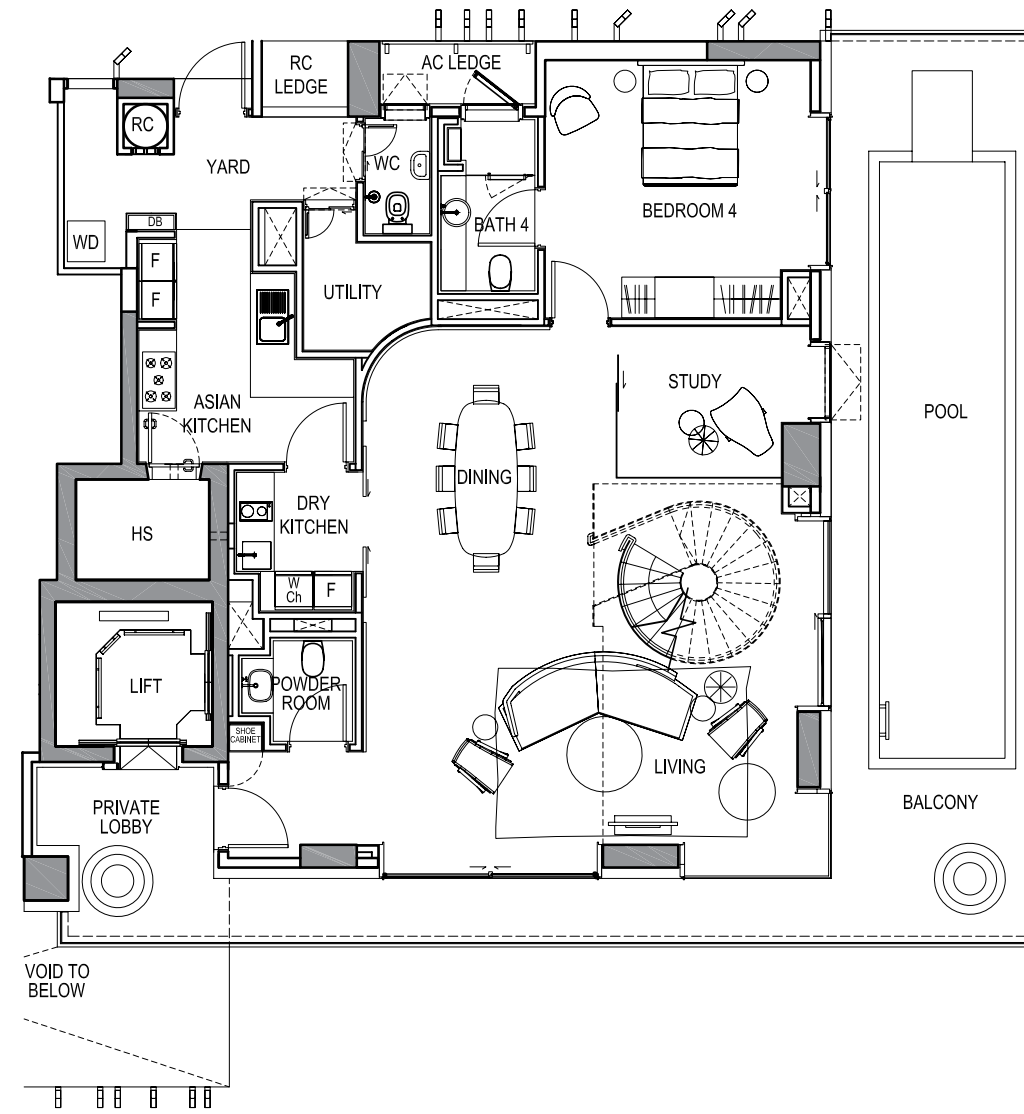 RC
LEDGE
AC LEDGE
RC
YARD
WC
BATH 4
BEDROOM 4
DB
WD
F
F
UTILITY
ASIAN
KITCHEN
STUDY
POOL
DINING
DRY
KITCHEN
HS
W
Ch
F
LIFT
POWDER
ROOM
SHOE
CABINET
LIVING
PRIVATE
LOBBY
BALCONY
VOID TO
BELOW